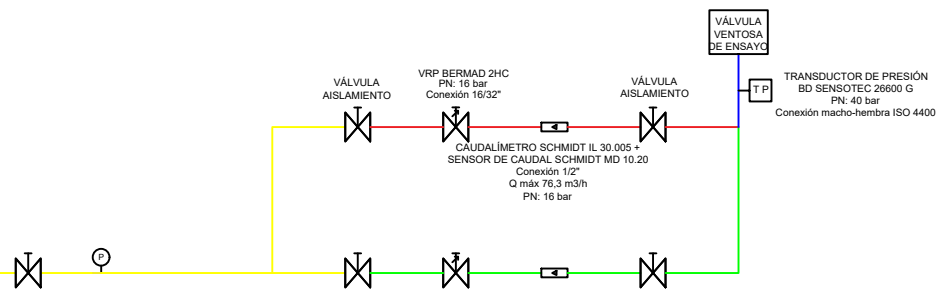 VÁLVULA
VENTOSA
DE ENSAYO
VRP BERMAD 2HC
PN: 16 bar
Conexión 16/32"
VÁLVULA
AISLAMIENTO
VÁLVULA
AISLAMIENTO
T P
TRANSDUCTOR DE PRESIÓN
BD SENSOTEC 26600 G
PN: 40 bar
Conexión macho-hembra ISO 4400
CAUDALÍMETRO SCHMIDT IL 30.005 +
SENSOR DE CAUDAL SCHMIDT MD 10.20
Conexión 1/2"
Q máx 76,3 m3/h
PN: 16 bar
P